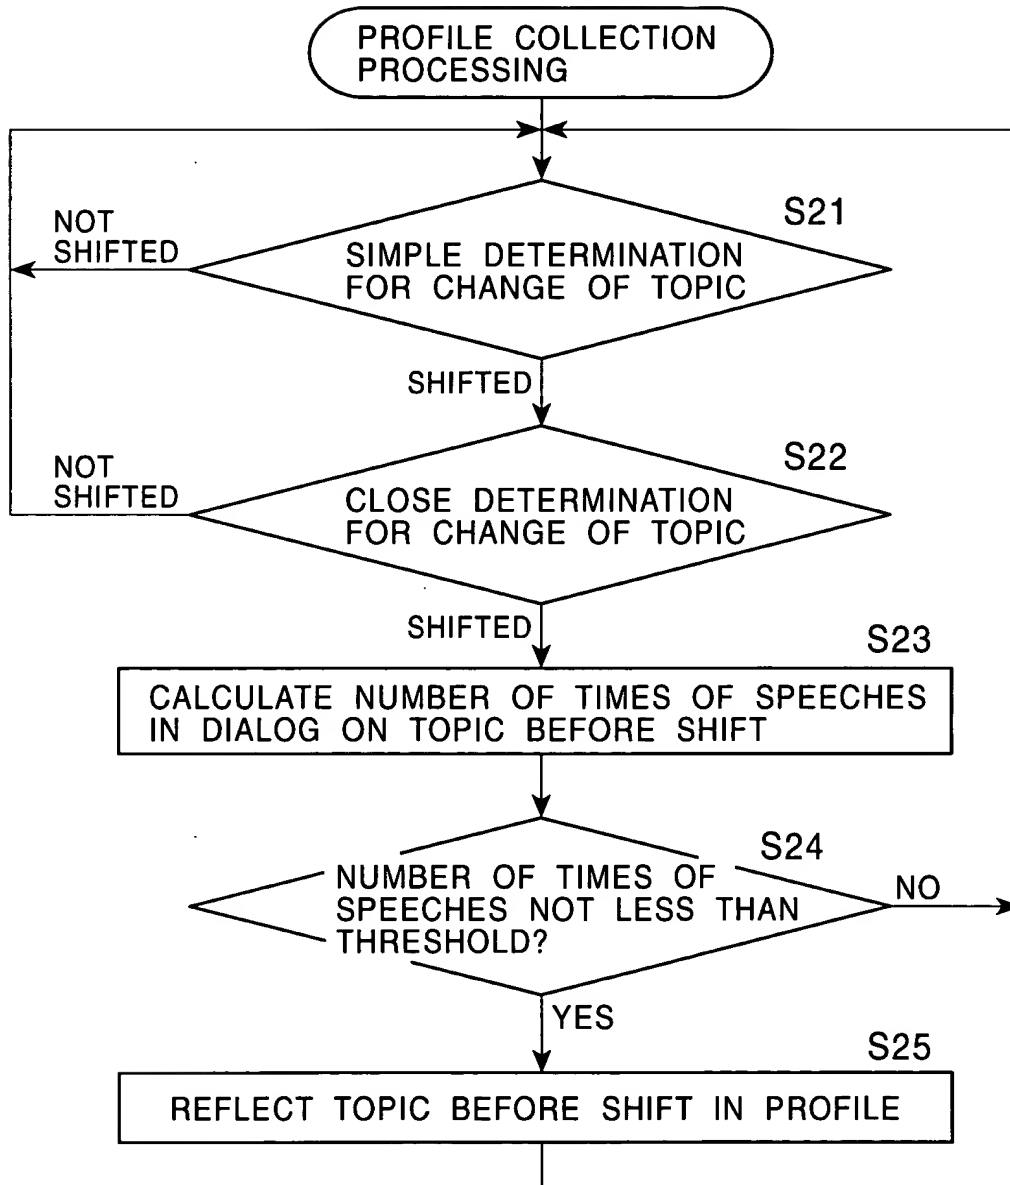 PROFILE COLLECTION
PROCESSING
S21
NOT
SHIFTED
SIMPLE DETERMINATION
FOR CHANGE OF TOPIC
SHIFTED
S22
NOT
SHIFTED
CLOSE DETERMINATION
FOR CHANGE OF TOPIC
SHIFTED
S23
CALCULATE NUMBER OF TIMES OF SPEECHES
IN DIALOG ON TOPIC BEFORE SHIFT
S24
NUMBER OF TIMES OF
SPEECHES NOT LESS THAN
THRESHOLD?
NO
YES
S25
REFLECT TOPIC BEFORE SHIFT IN PROFILE